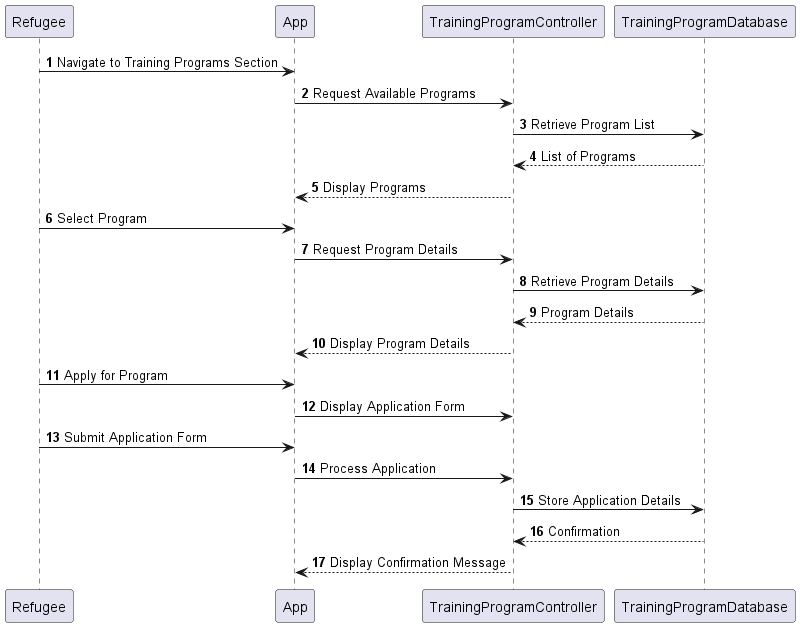 Refugee App TrainingProgramController TrainingProgramDatabase
1 Navigate to Training Programs Section
2 Request Available Programs
3 Retrieve Program List
4 List of Programs
5 Display Programs
6 Select Program
7 Request Program Details
8 Retrieve Program Details
9 Program Details
10 Display Program Details
11 Apply for Program
12 Display Application Form
13 Submit Application Form
14 Process Application
15 Store Application Details
16 Confirmation
17 Display Confirmation Message
Refugee App TrainingProgramController TrainingProgramDatabase